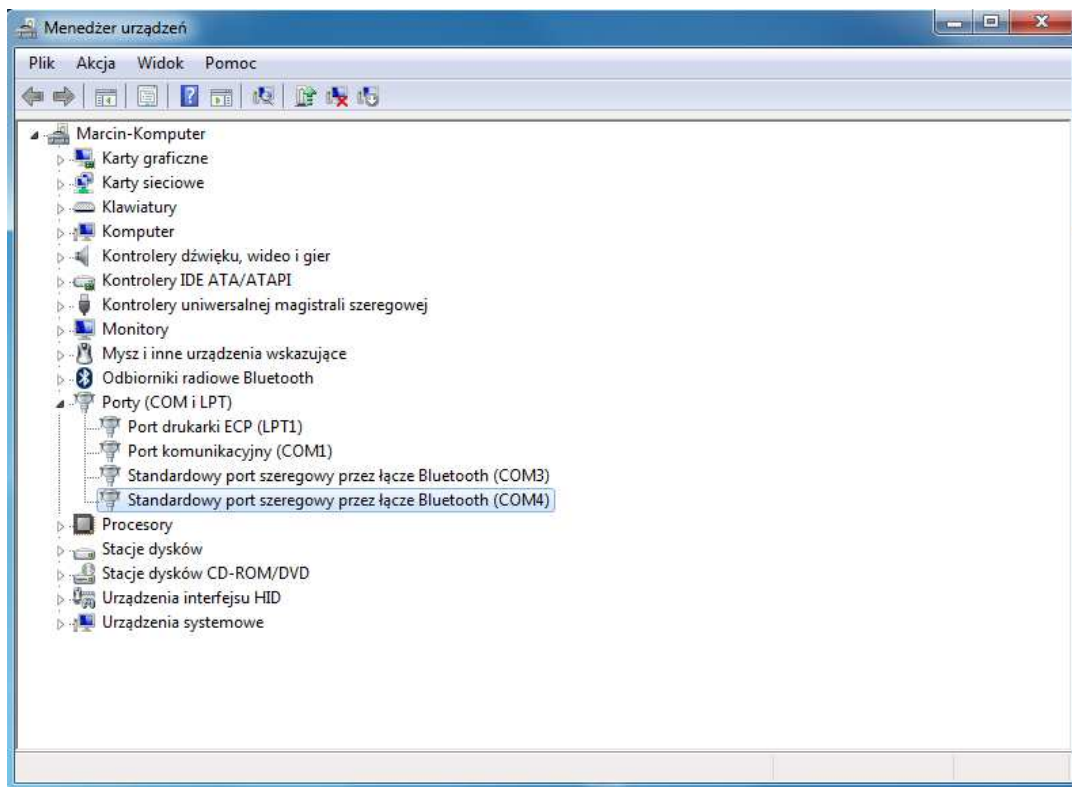 Menedżer urządzeń
Plik Akcja Widok Pomoc
Marcin-Komputer
Karty graficzne
Karty sieciowe
Klawiatury
Komputer
Kontrolery dźwięku, wideo i gier
Kontrolery IDE ATA/ATAPI
Kontrolery uniwersalnej magistrali szeregowej
Monitory
Mysz i inne urządzenia wskazujące
Odbiorniki radiowe Bluetooth
Porty (COM i LPT)
Port drukarki ECP (LPT1)
Port komunikacyjny (COM1)
Standardowy port szeregowy przez łącze Bluetooth (COM3)
Standardowy port szeregowy przez łącze Bluetooth (COM4)
Procesory
Stacje dysków
Stacje dysków CD-ROM/DVD
Urządzenia interfejsu HID
Urządzenia systemowe